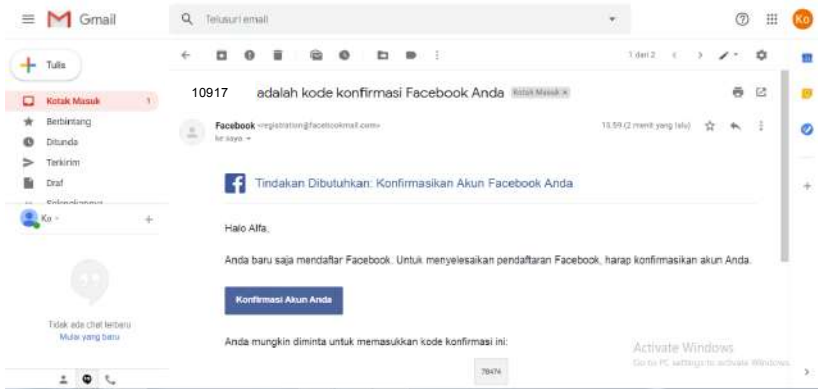 Gmail
Telusuri email
Ko
Tulis
1 dari 2
Kotak Masuk 1
10917 adalah kode konfirmasi Facebook Anda Kotak Masuk x
Berbintang
Facebook <registration@facebookmail.com>
13.59 (2 menit yang lalu)
Ditunda
ke saya
Terkirim
Draf
Tindakan Dibutuhkan: Konfirmasikan Akun Facebook Anda
Selengkapnya
Ko
Halo Alfa,
Anda baru saja mendaftar Facebook. Untuk menyelesaikan pendaftaran Facebook, harap konfirmasikan akun Anda.
Konfirmasi Akun Anda
Tidak ada chat terbaru
Mulai yang baru
Anda mungkin diminta untuk memasukkan kode konfirmasi ini:
78474
Activate Windows
Go to PC settings to activate Windows.